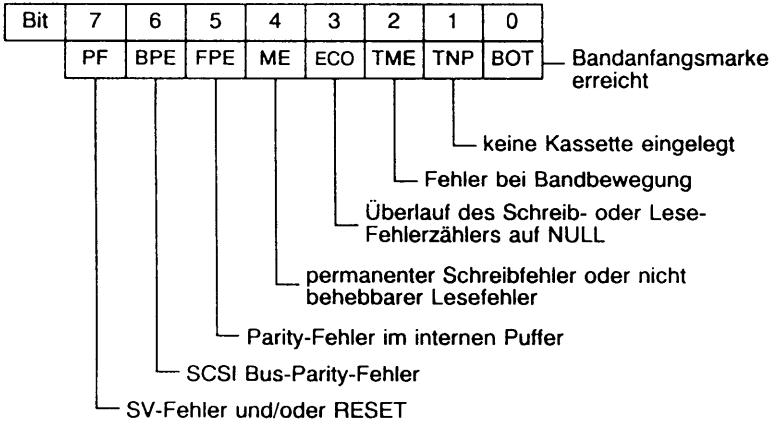 Bit 7 6 5 4 3 2 1 0
PF BPE FPE ME ECO TME TNP BOT
Bandanfangsmarke
erreicht
keine Kassette eingelegt
Fehler bei Bandbewegung
Überlauf des Schreib- oder Lese-
Fehlerzählers auf NULL
permanenter Schreibfehler oder nicht
behebbarer Lesefehler
Parity-Fehler im internen Puffer
SCSI Bus-Parity-Fehler
SV-Fehler und/oder RESET